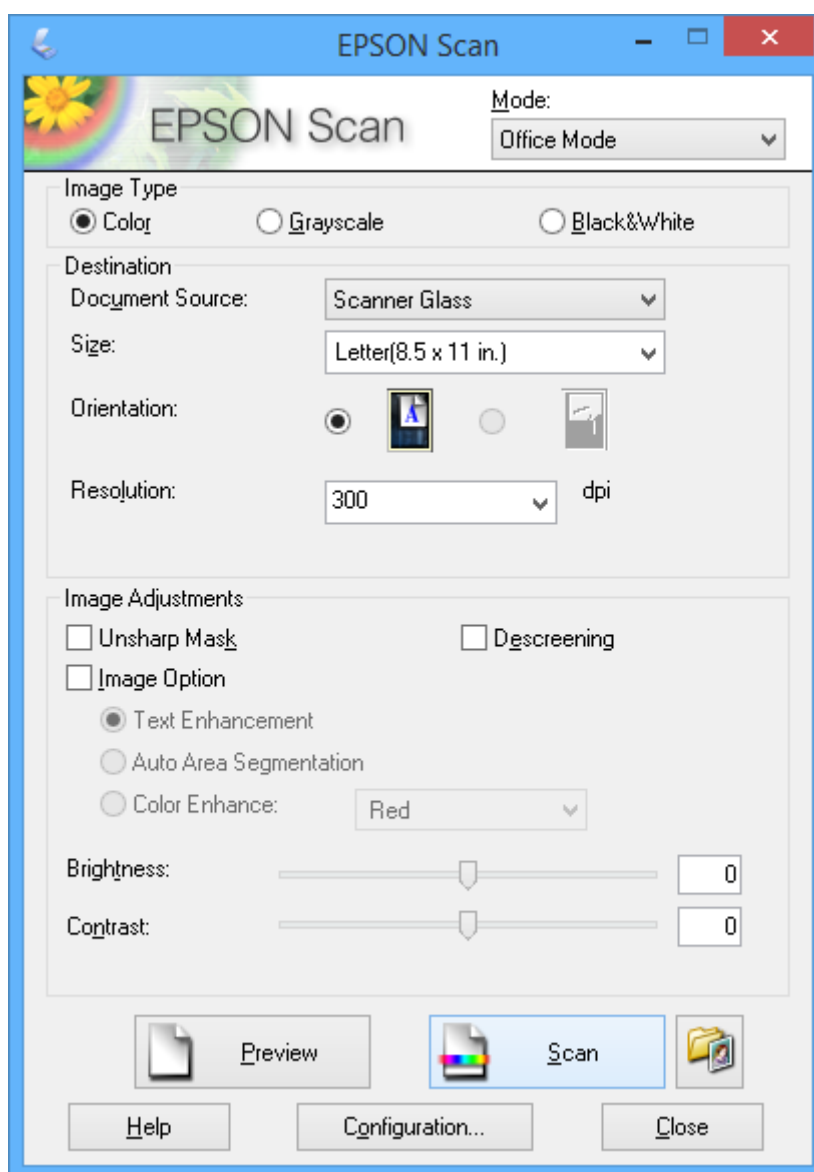 EPSON Scan
EPSON Scan
Mode:
Office Mode
Image Type
Color Grayscale Black&White
Destination
Document Source: Scanner Glass
Size: Letter(8.5 x 11 in.)
Orientation: A
Resolution: 300 dpi
Image Adjustments
Unsharp Mask Descreening
Image Option
Text Enhancement
Auto Area Segmentation
Color Enhance: Red
Brightness: 0
Contrast: 0
Preview Scan
Help Configuration... Close